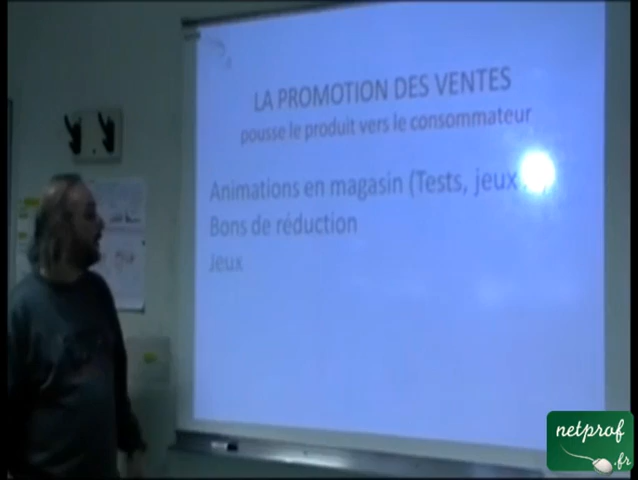 LA PROMOTION DES VENTES
pousse le produit vers le consommateur
Animations en magasin (Tests, jeux
Bons de réduction
Jeux
netprof
.fr